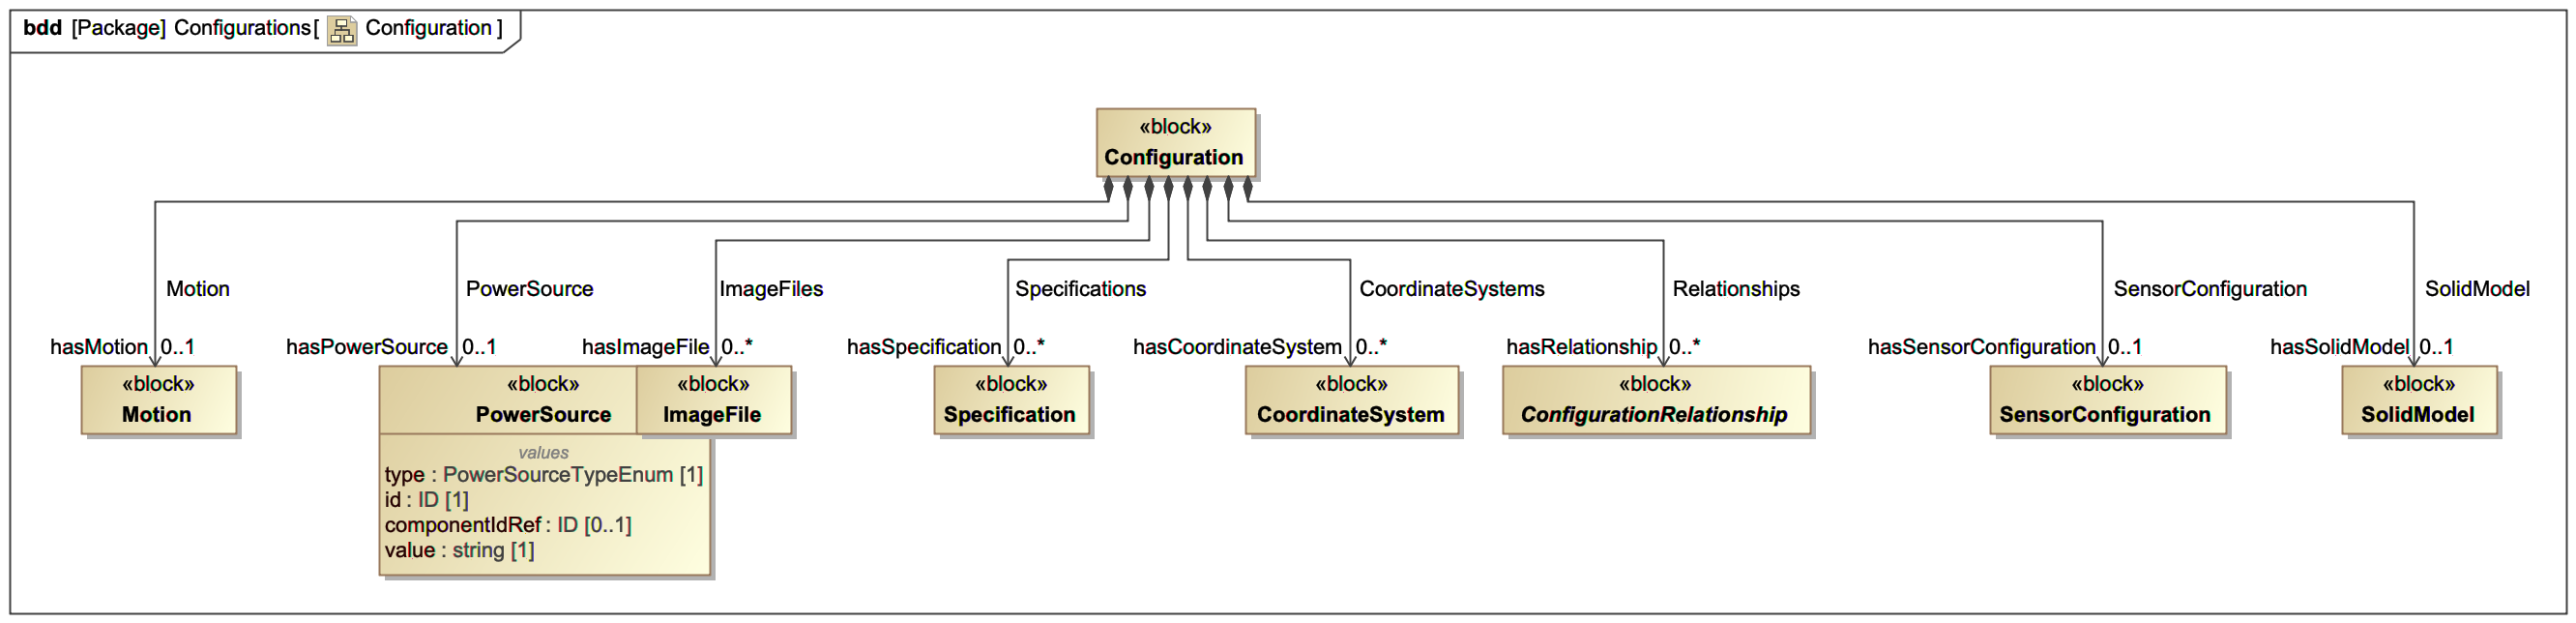 bdd [Package] Configurations[ Configuration ]
«block»
Configuration
Motion
PowerSource
ImageFiles
Specifications
CoordinateSystems
Relationships
SensorConfiguration
SolidModel
hasMotion 0..1
hasPowerSource 0..1
hasImageFile 0..*
hasSpecification 0..*
hasCoordinateSystem 0..*
hasRelationship 0..*
hasSensorConfiguration 0..1
hasSolidModel 0..1
«block»
Motion
«block»
PowerSource
values
type : PowerSourceTypeEnum [1]
id : ID [1]
componentIdRef : ID [0..1]
value : string [1]
«block»
ImageFile
«block»
Specification
«block»
CoordinateSystem
«block»
ConfigurationRelationship
«block»
SensorConfiguration
«block»
SolidModel